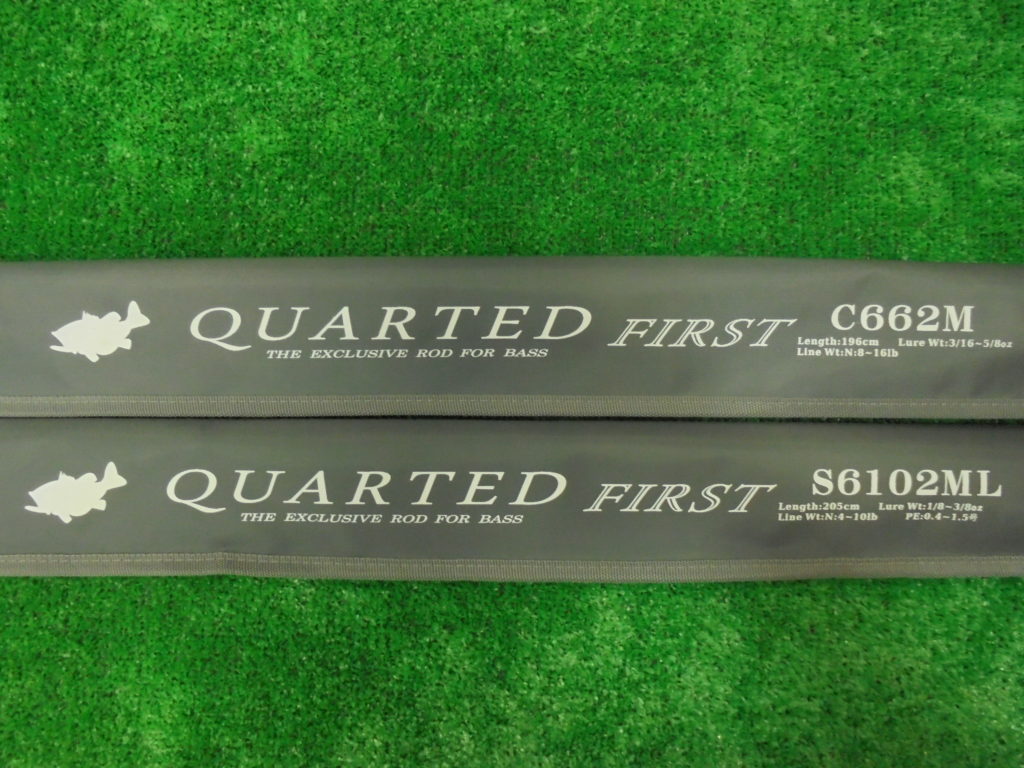 QUARTED FIRST C662M
THE EXCLUSIVE ROD FOR BASS
Length:196cm Lure Wt:3/16~5/8oz
Line Wt:N:8~16lb
QUARTED FIRST S6102ML
THE EXCLUSIVE ROD FOR BASS
Length:205cm Lure Wt:1/8~3/8oz
Line Wt:N:4~10lb PE:0.4~1.5号